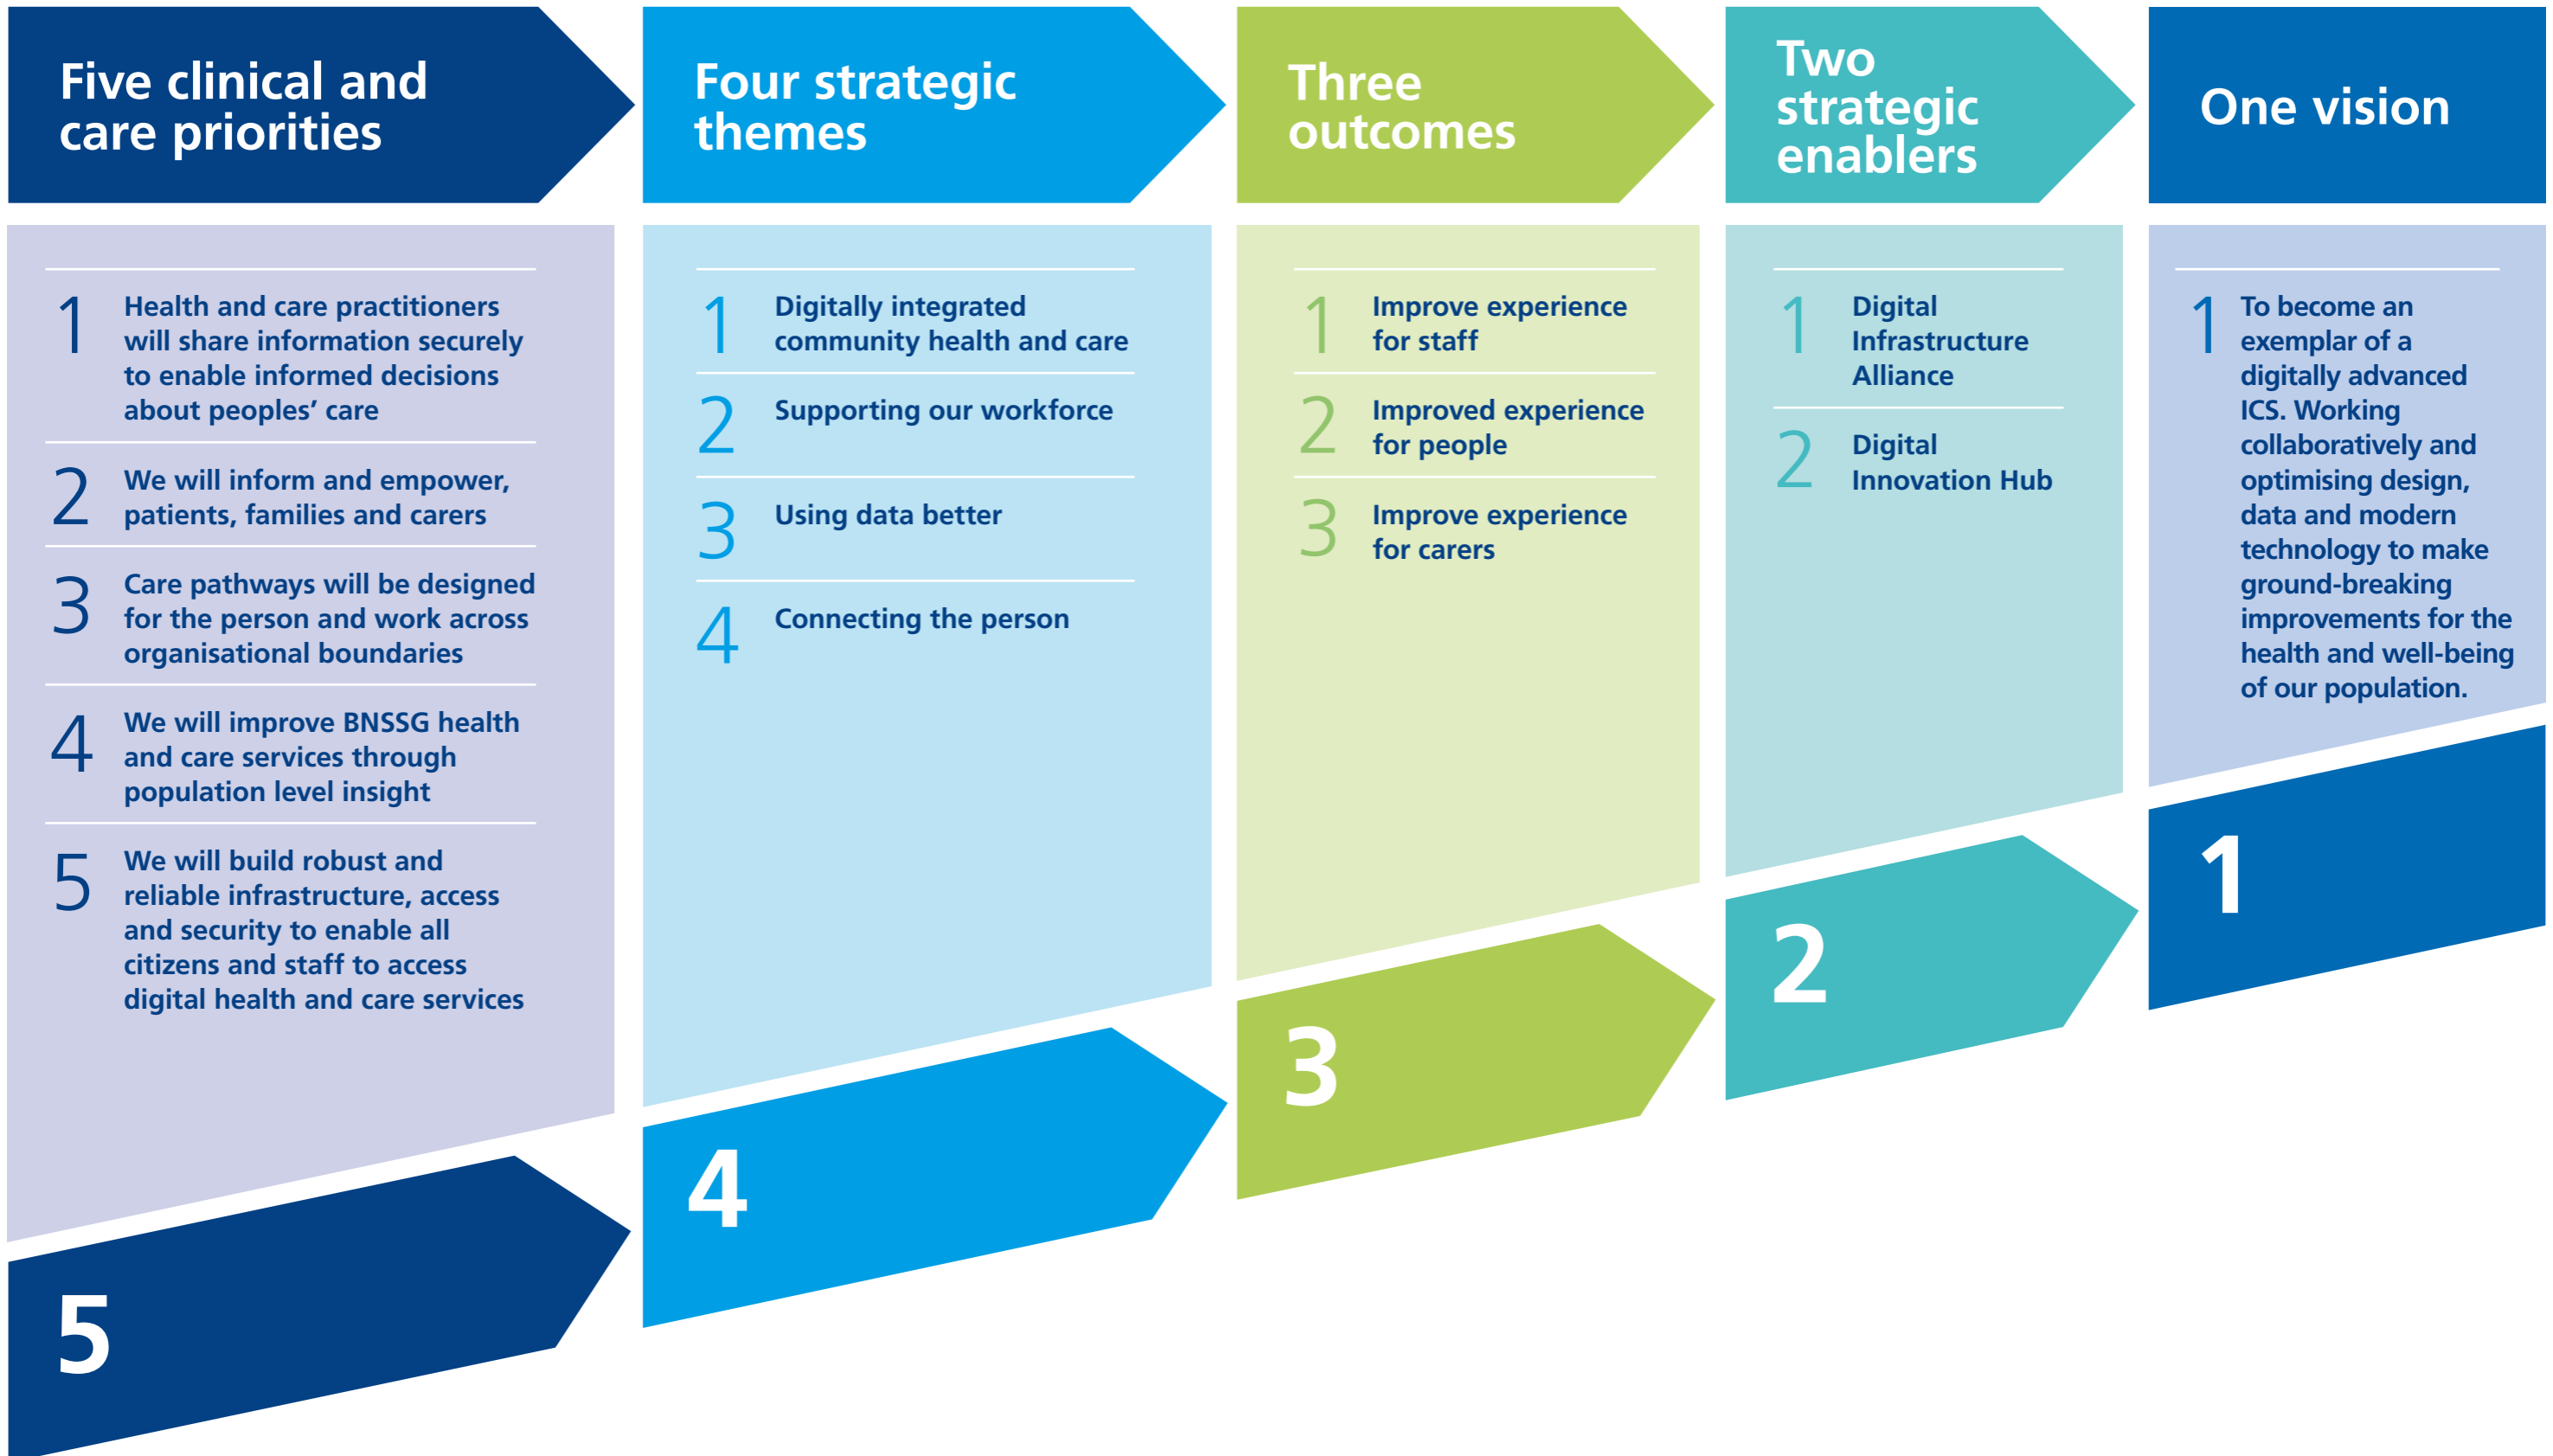 Five clinical and
care priorities
1
Health and care practitioners
will share information securely
to enable informed decisions
about peoples’ care
2
We will inform and empower,
patients, families and carers
3
Care pathways will be designed
for the person and work across
organisational boundaries
4
We will improve BNSSG health
and care services through
population level insight
5
We will build robust and
reliable infrastructure, access
and security to enable all
citizens and staff to access
digital health and care services
5
Four strategic
themes
1
Digitally integrated
community health and care
2
Supporting our workforce
3
Using data better
4
Connecting the person
4
Three
outcomes
1
Improve experience
for staff
2
Improved experience
for people
3
Improve experience
for carers
3
Two
strategic
enablers
1
Digital
Infrastructure
Alliance
2
Digital
Innovation Hub
2
One vision
1
To become an
exemplar of a
digitally advanced
ICS. Working
collaboratively and
optimising design,
data and modern
technology to make
ground-breaking
improvements for the
health and well-being
of our population.
1